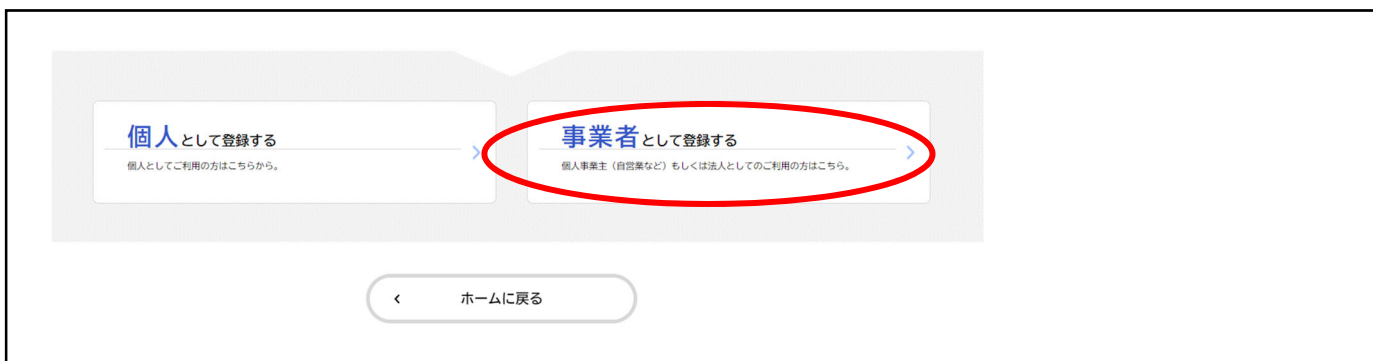 個人として登録する
個人としてご利用の方はこちらから。
事業者として登録する
個人事業主（自営業など）もしくは法人としてのご利用の方はこちら。
ホームに戻る